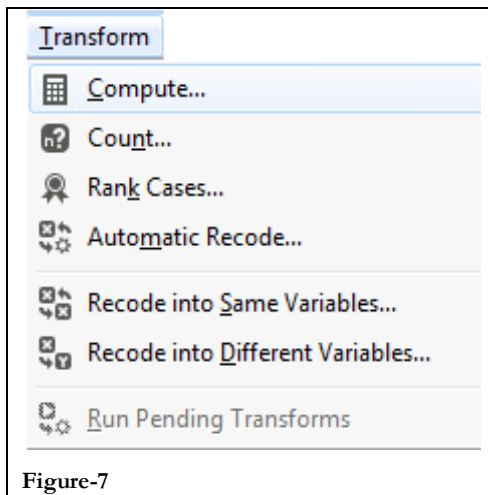 Transform
Compute...
n?
Count...
Rank Cases...
Automatic Recode...
Recode into Same Variables...
Recode into Different Variables...
Run Pending Transforms
Figure-7